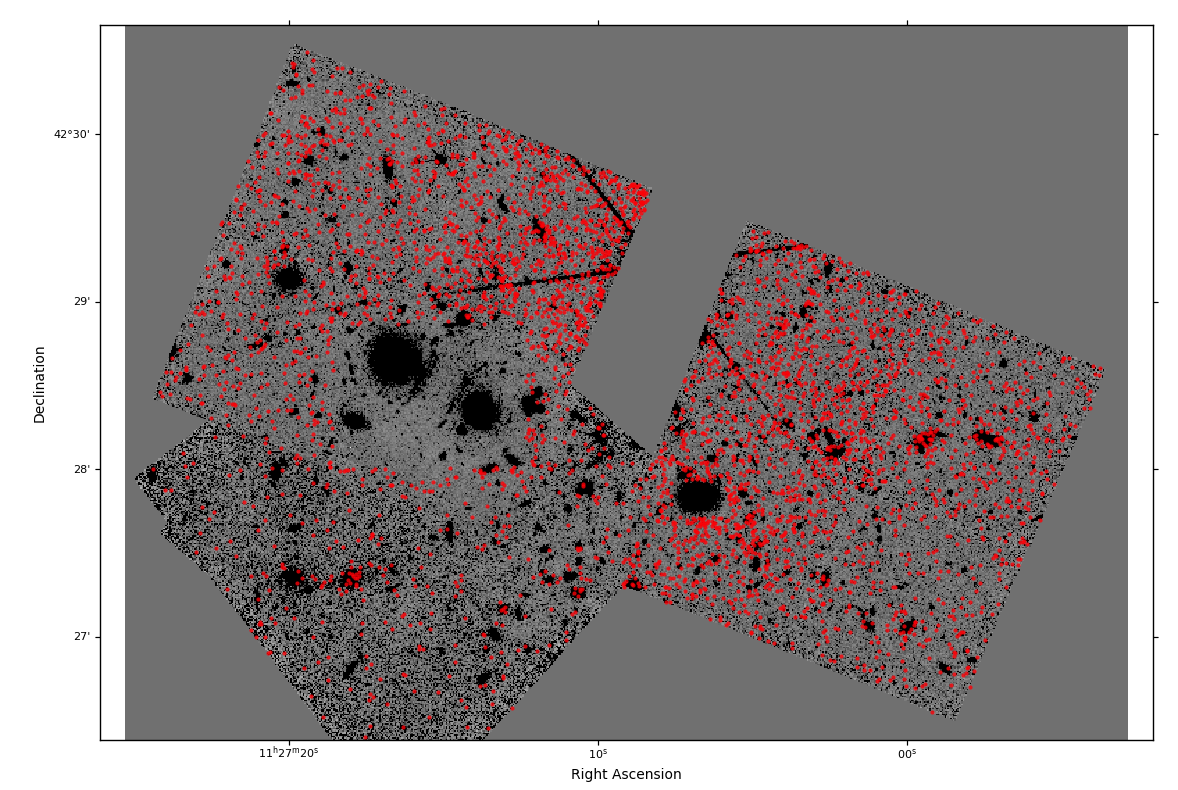 42°30'
29'
28'
27'
Declination
11ʰ27ᵐ20ˢ
10ˢ
00ˢ
Right Ascension